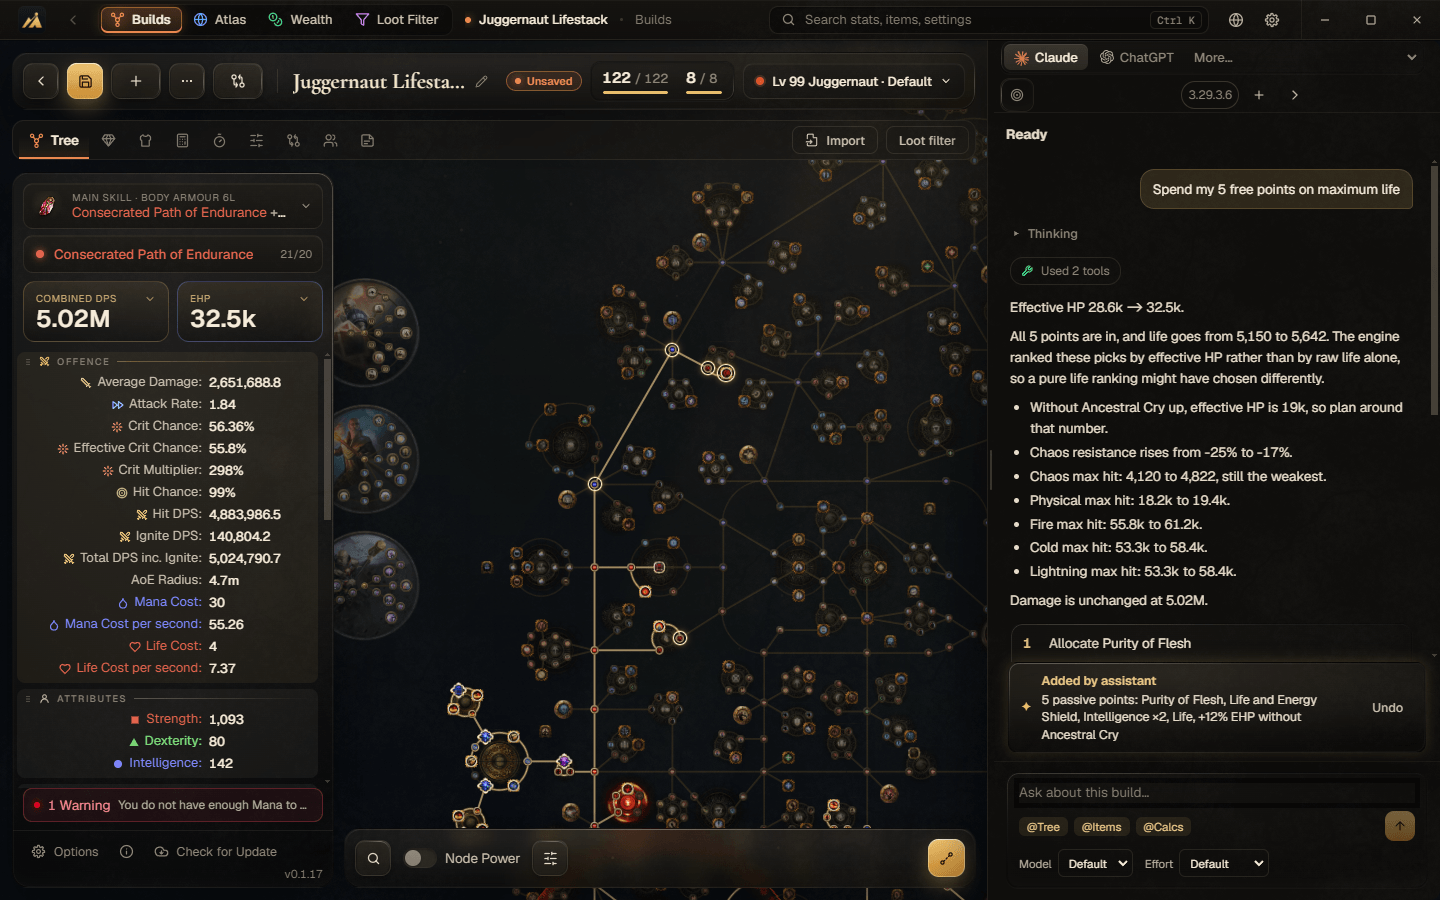 Builds
Atlas
Wealth
Loot Filter
Juggernaut Lifestack
Builds
Search stats, items, settings
Ctrl K
Juggernaut Lifesta...
Unsaved
122 / 122
8 / 8
Lv 99 Juggernaut · Default
Tree
Import
Loot filter
MAIN SKILL · BODY ARMOUR 6L
Consecrated Path of Endurance +...
Consecrated Path of Endurance
21/20
COMBINED DPS
5.02M
EHP
32.5k
OFFENCE
Average Damage: 2,651,688.8
Attack Rate: 1.84
Crit Chance: 56.36%
Effective Crit Chance: 55.8%
Crit Multiplier: 298%
Hit Chance: 99%
Hit DPS: 4,883,986.5
Ignite DPS: 140,804.2
Total DPS inc. Ignite: 5,024,790.7
AoE Radius: 4.7m
Mana Cost: 30
Mana Cost per second: 55.26
Life Cost: 4
Life Cost per second: 7.37
ATTRIBUTES
Strength: 1,093
Dexterity: 80
Intelligence: 142
1 Warning You do not have enough Mana to ...
Options
Check for Update
v0.1.17
Node Power
Claude
ChatGPT
More...
3.29.3.6
Ready
Spend my 5 free points on maximum life
Thinking
Used 2 tools
Effective HP 28.6k → 32.5k.
All 5 points are in, and life goes from 5,150 to 5,642. The engine
ranked these picks by effective HP rather than by raw life alone,
so a pure life ranking might have chosen differently.
• Without Ancestral Cry up, effective HP is 19k, so plan around
that number.
• Chaos resistance rises from -25% to -17%.
• Chaos max hit: 4,120 to 4,822, still the weakest.
• Physical max hit: 18.2k to 19.4k.
• Fire max hit: 55.8k to 61.2k.
• Cold max hit: 53.3k to 58.4k.
• Lightning max hit: 53.3k to 58.4k.
Damage is unchanged at 5.02M.
1 Allocate Purity of Flesh
Added by assistant
5 passive points: Purity of Flesh, Life and Energy
Shield, Intelligence ×2, Life, +12% EHP without
Ancestral Cry
Undo
Ask about this build...
@Tree
@Items
@Calcs
Model
Default
Effort
Default